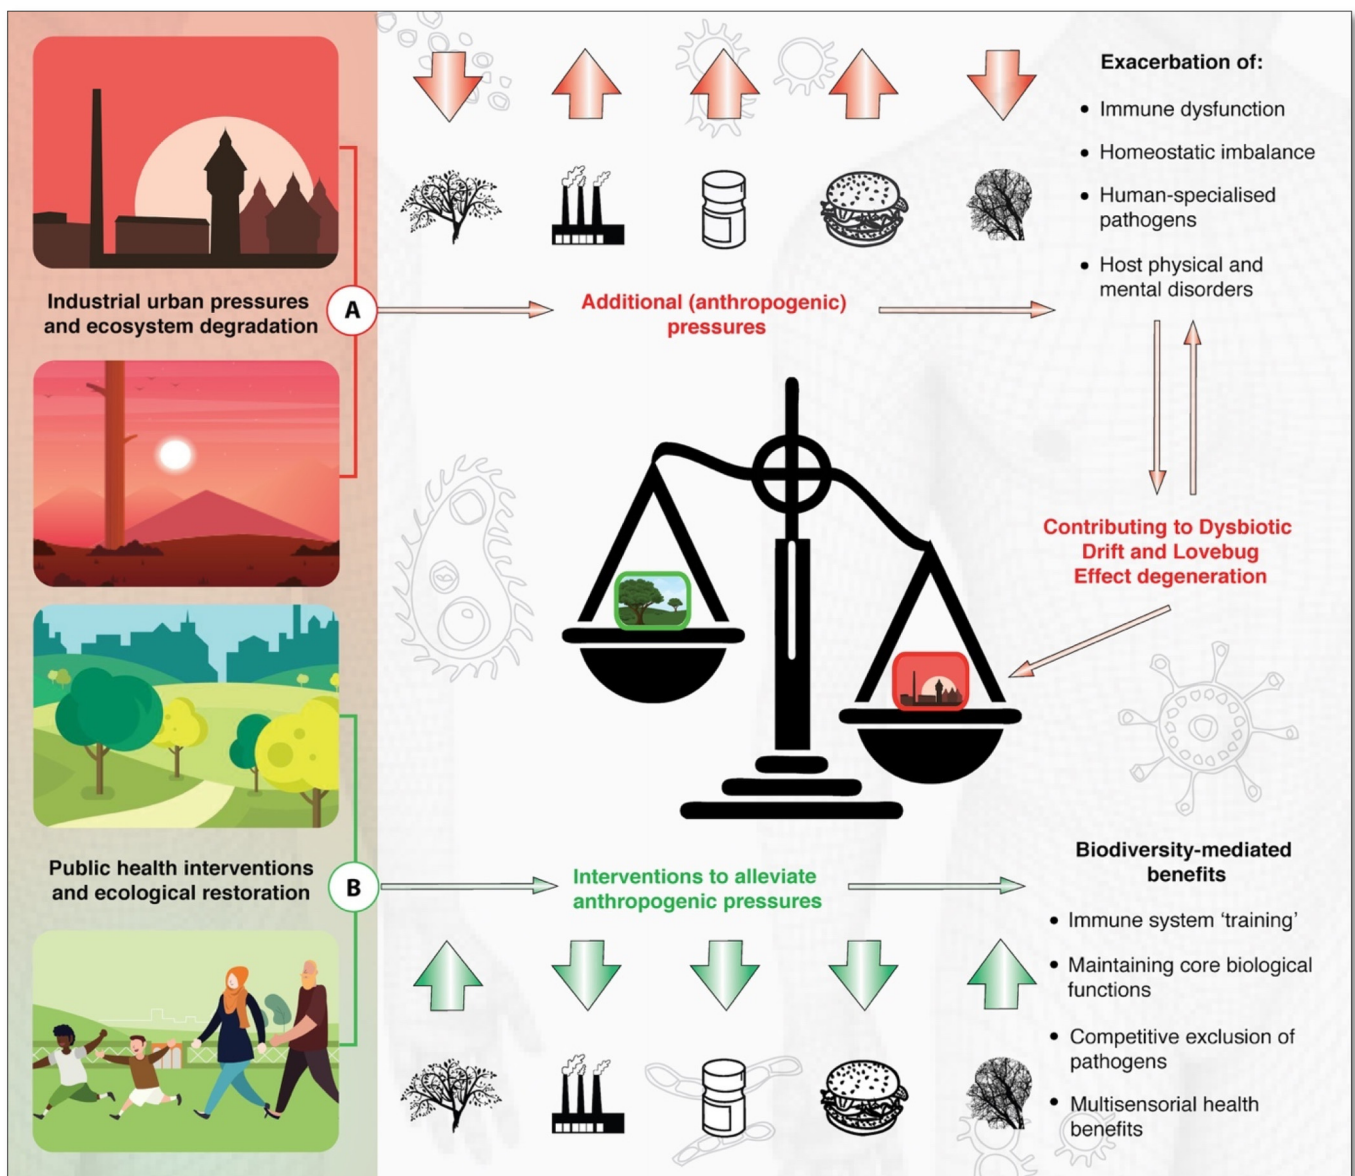 Exacerbation of:
• Immune dysfunction
• Homeostatic imbalance
• Human-specialised
pathogens
• Host physical and
mental disorders
Industrial urban pressures
and ecosystem degradation
A
Additional (anthropogenic)
pressures
Contributing to Dysbiotic
Drift and Lovebug
Effect degeneration
Public health interventions
and ecological restoration
B
Interventions to alleviate
anthropogenic pressures
Biodiversity-mediated
benefits
• Immune system ‘training’
• Maintaining core biological
functions
• Competitive exclusion of
pathogens
• Multisensorial health
benefits